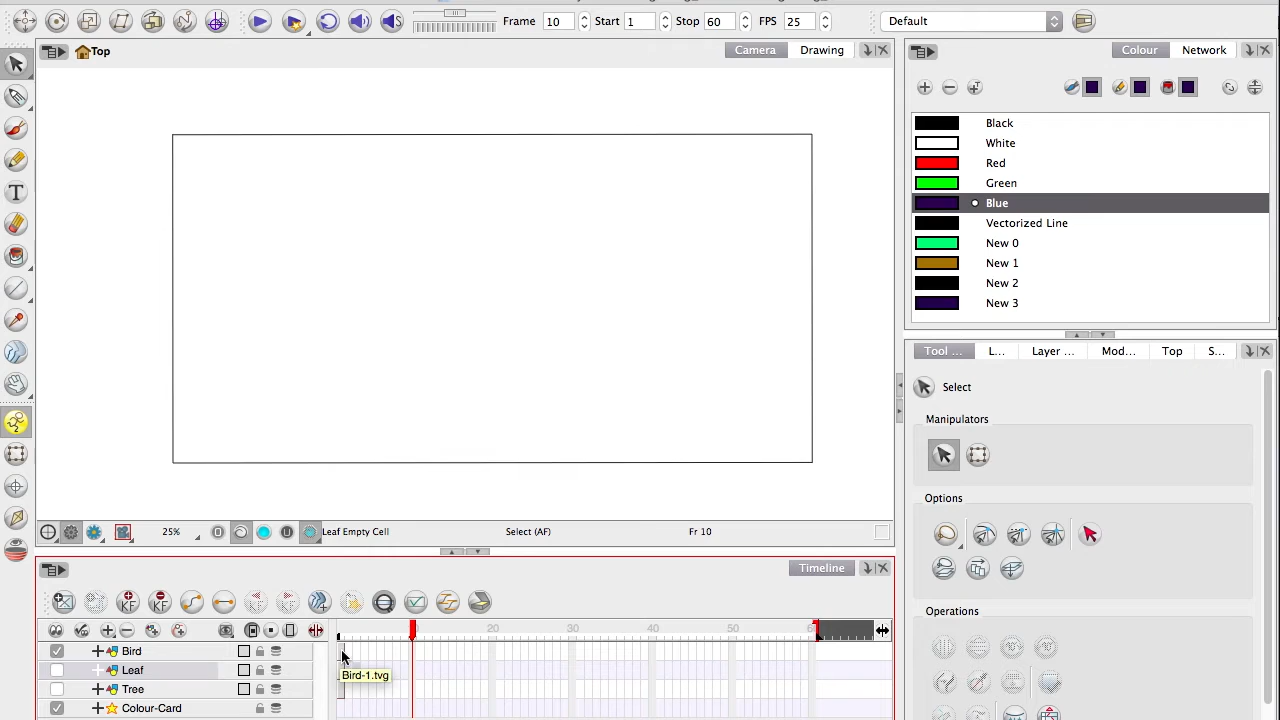 Frame 10 Start 1 Stop 60 FPS 25 Default
Top Camera Drawing Colour Network
Black
White
Red
Green
Blue
Vectorized Line
New 0
New 1
New 2
New 3
Tool ... L... Layer ... Mod... Top S...
Select
Manipulators
Options
25% Leaf Empty Cell Select (AF) Fr 10
Timeline
Operations
KF KF
20 30 40 50
Bird
Leaf
Bird-1.tvg
Tree
Colour-Card